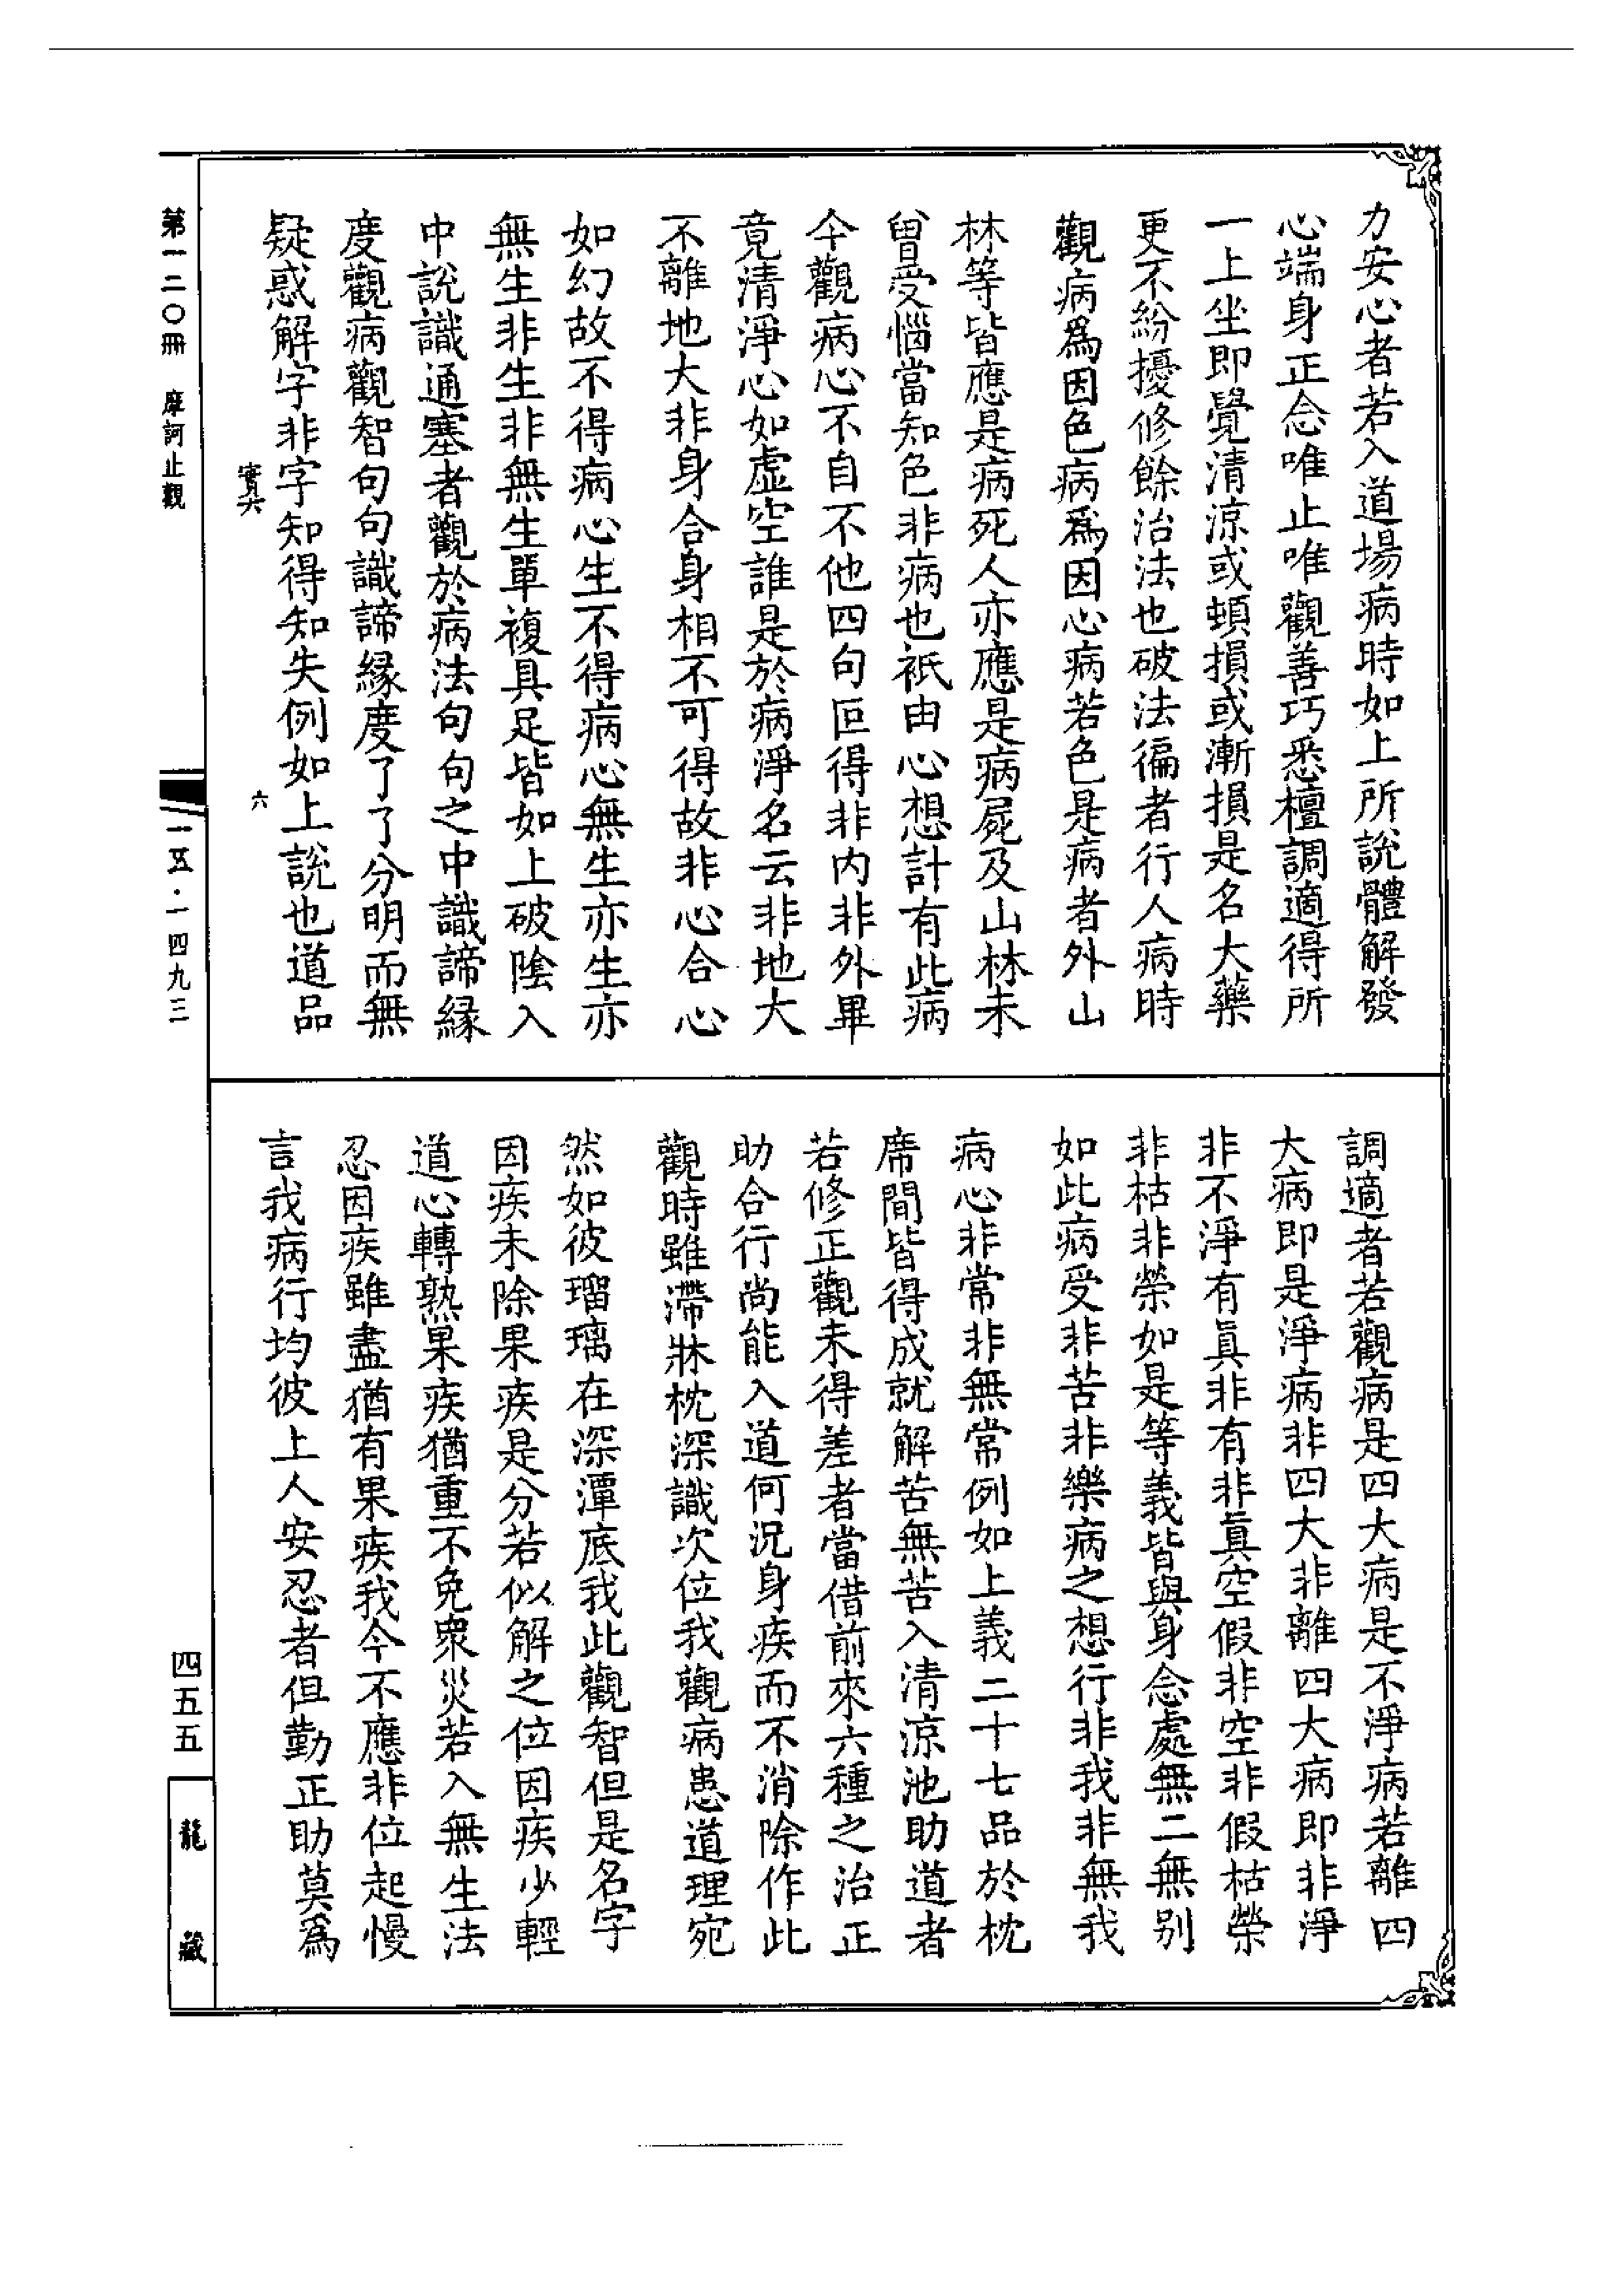 力安心者若入道場病時如上所說體解發
心端身正念唯止唯觀善巧悉檀調適得所
一上坐即覺清涼或頓損或漸損是名大藥
更不紛擾修餘治法也破法徧者行人病時
觀病爲因色病爲因心病若色是病者外山
林等皆應是病死人亦應是病屍及山林未
曾受惱當知色非病也祇由心想計有此病
今觀病心不自不他四句叵得非内非外畢
竟清淨心如虛空誰是於病淨名云非地大
不離地大非身合身相不可得故非心合心
如幻故不得病心生不得病心無生亦生亦
無生非生非無生單複具足皆如上破陰入
中說識通塞者觀於病法句句之中識諦緣
度觀病觀智句句識諦緣度了了分明而無
疑惑解字非字知得知失例如上說也道品
調適者若觀病是四大病是不淨病若離四
大病即是淨病非四大非離四大病即非淨
非不淨有眞非有非眞空假非空非假枯榮
非枯非榮如是等義皆與身念處無二無别
如此病受非苦非樂病之想行非我非無我
病心非常非無常例如上義二十七品於枕
席間皆得成就解苦無苦入清涼池助道者
若修正觀未得差者當借前來六種之治正
助合行尚能入道何況身疾而不消除作此
觀時雖滯牀枕深識次位我觀病患道理宛
然如彼瑠璃在深潭底我此觀智但是名字
因疾未除果疾是分若似解之位因疾少輕
道心轉熟果疾猶重不免衆災若入無生法
忍因疾雖盡猶有果疾我今不應非位起慢
言我病行均彼上人安忍者但勤正助莫爲
實六
六
第一二〇冊 摩訶止觀
一五五·一四九三
四五五
龍藏